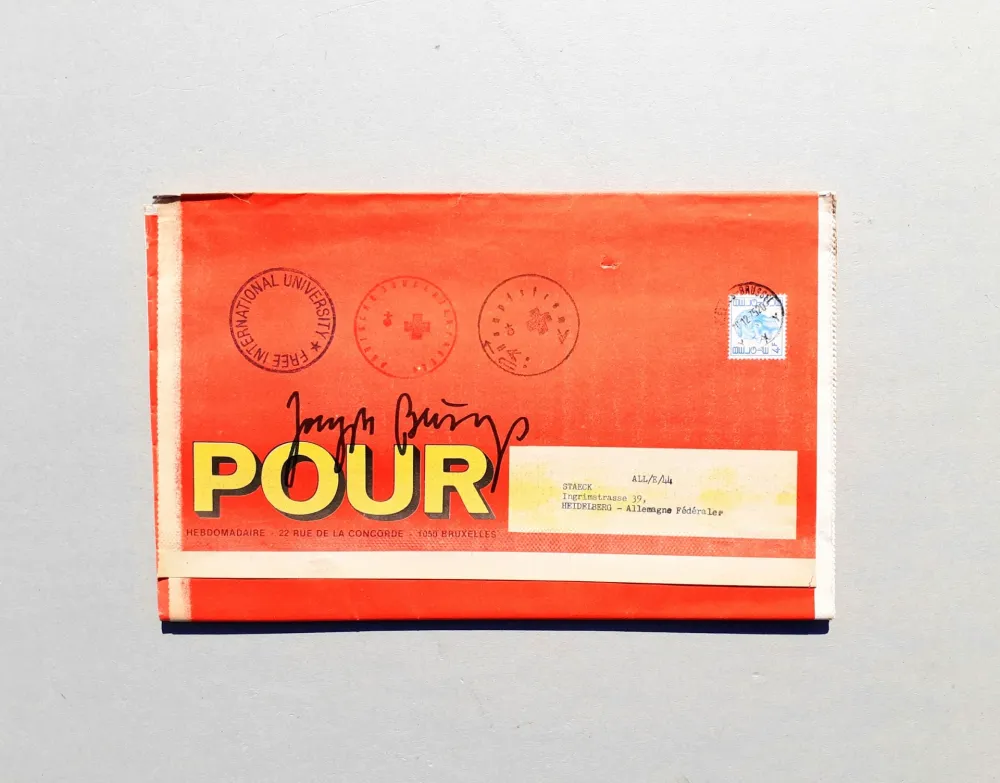 FREE INTERNATIONAL UNIVERSITY ★
BRUSSEL
Joseph Beuys
POUR
HEBDOMADAIRE - 22 RUE DE LA CONCORDE - 1050 BRUXELLES
ALL/E/44
STAECK
Ingrimstrasse 39,
HEIDELBERG - Allemagne Fédérale